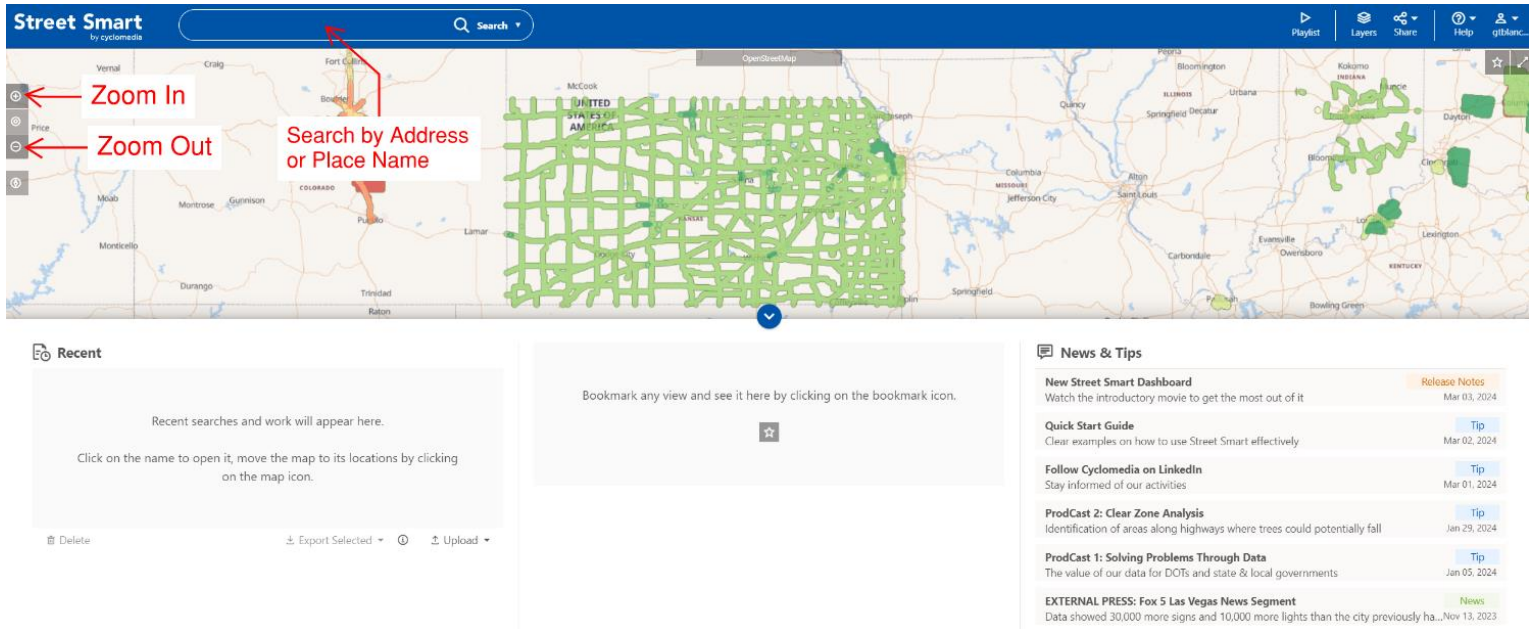 Street Smart
by cyclomedia
Search
Playlist
Layers
Share
Help
gtblanc...
OpenStreetMap
Zoom In
Zoom Out
Search by Address
or Place Name
Vernal
Craig
Fort Collins
Price
Moab
Montrose
Gunnison
COLORADO
Pueblo
Monticello
Durango
Trinidad
Raton
Lamar
McCook
UNITED
STATES OF
AMERICA
KANSAS
Dodge City
Columbia
MISSOURI
Jefferson City
Springfield
Peoria
Bloomington
Quincy
ILLINOIS
Urbana
Springfield
Decatur
Alton
Saint Louis
Carbondale
Kokomo
INDIANA
Muncie
Dayton
Evansville
Owensboro
Lexington
KENTUCKY
Bowling Green
Recent
Recent searches and work will appear here.
Click on the name to open it, move the map to its locations by clicking
on the map icon.
Delete
Export Selected
Upload
Bookmark any view and see it here by clicking on the bookmark icon.
News & Tips
New Street Smart Dashboard
Release Notes
Watch the introductory movie to get the most out of it
Mar 03, 2024
Quick Start Guide
Tip
Clear examples on how to use Street Smart effectively
Mar 02, 2024
Follow Cyclomedia on LinkedIn
Tip
Stay informed of our activities
Mar 01, 2024
ProdCast 2: Clear Zone Analysis
Tip
Identification of areas along highways where trees could potentially fall
Jan 29, 2024
ProdCast 1: Solving Problems Through Data
Tip
The value of our data for DOTs and state & local governments
Jan 05, 2024
EXTERNAL PRESS: Fox 5 Las Vegas News Segment
News
Data showed 30,000 more signs and 10,000 more lights than the city previously ha...
Nov 13, 2023